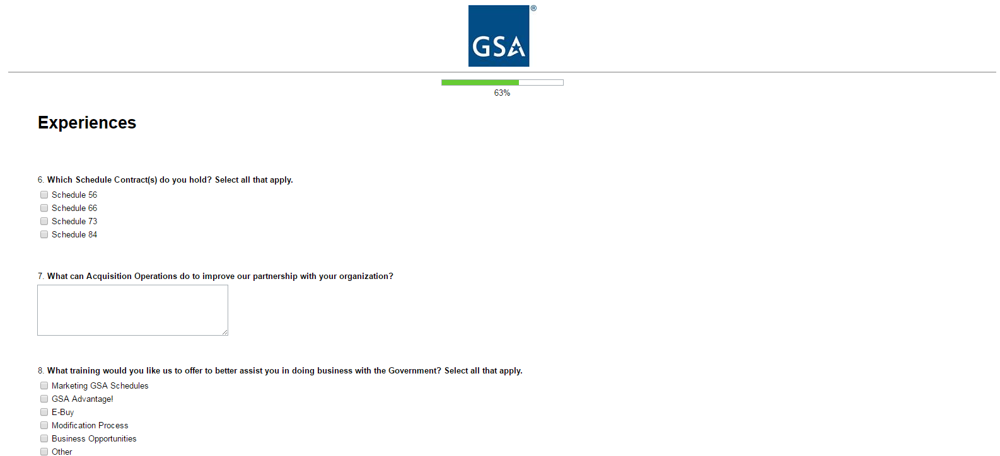 GSA®
63%
Experiences
6. Which Schedule Contract(s) do you hold? Select all that apply.
Schedule 56
Schedule 66
Schedule 73
Schedule 84
7. What can Acquisition Operations do to improve our partnership with your organization?
8. What training would you like us to offer to better assist you in doing business with the Government? Select all that apply.
Marketing GSA Schedules
GSA Advantage!
E-Buy
Modification Process
Business Opportunities
Other